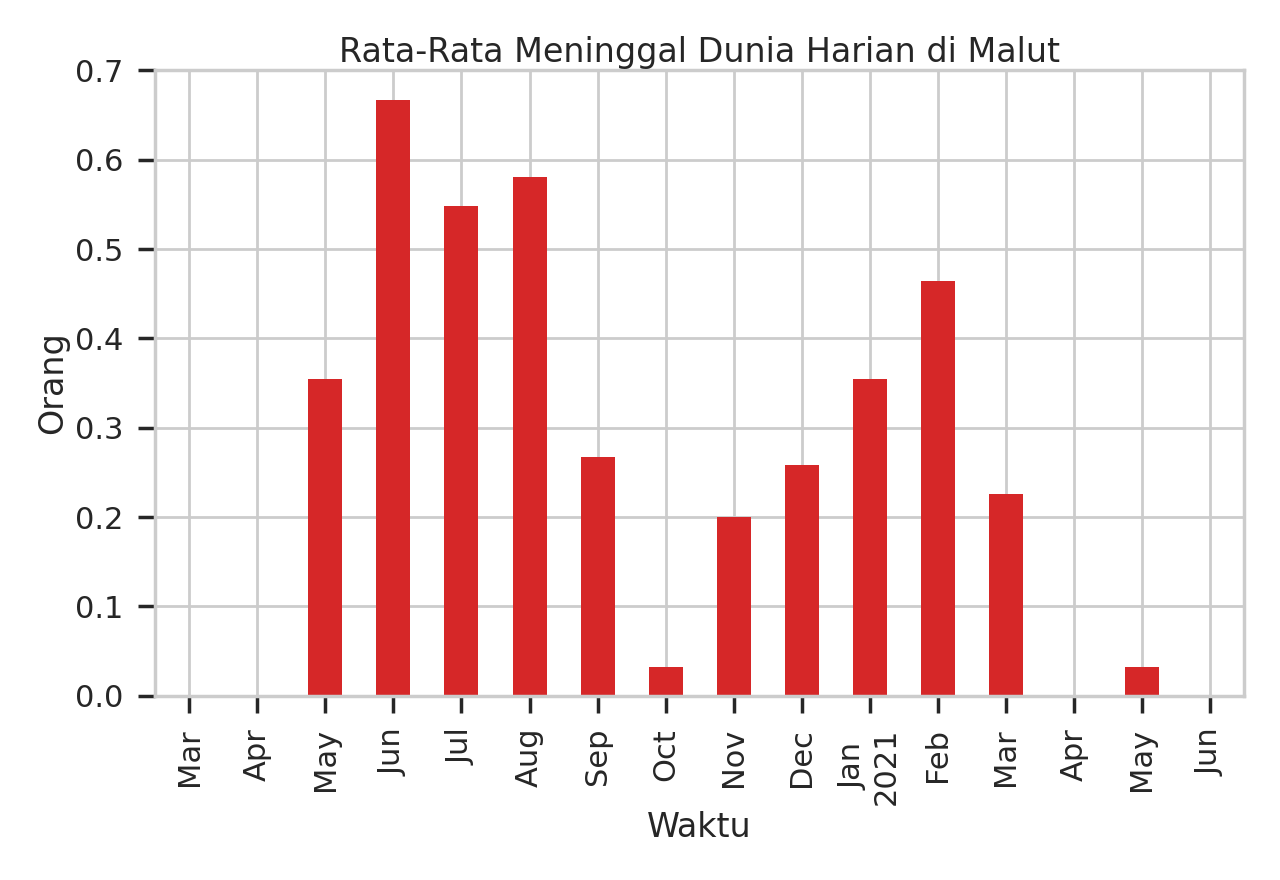 Rata-Rata Meninggal Dunia Harian di Malut
Orang
0.7
0.6
0.5
0.4
0.3
0.2
0.1
0.0
Mar
Apr
May
Jun
Jul
Aug
Sep
Oct
Nov
Dec
Jan
2021
Feb
Mar
Apr
May
Jun
Waktu